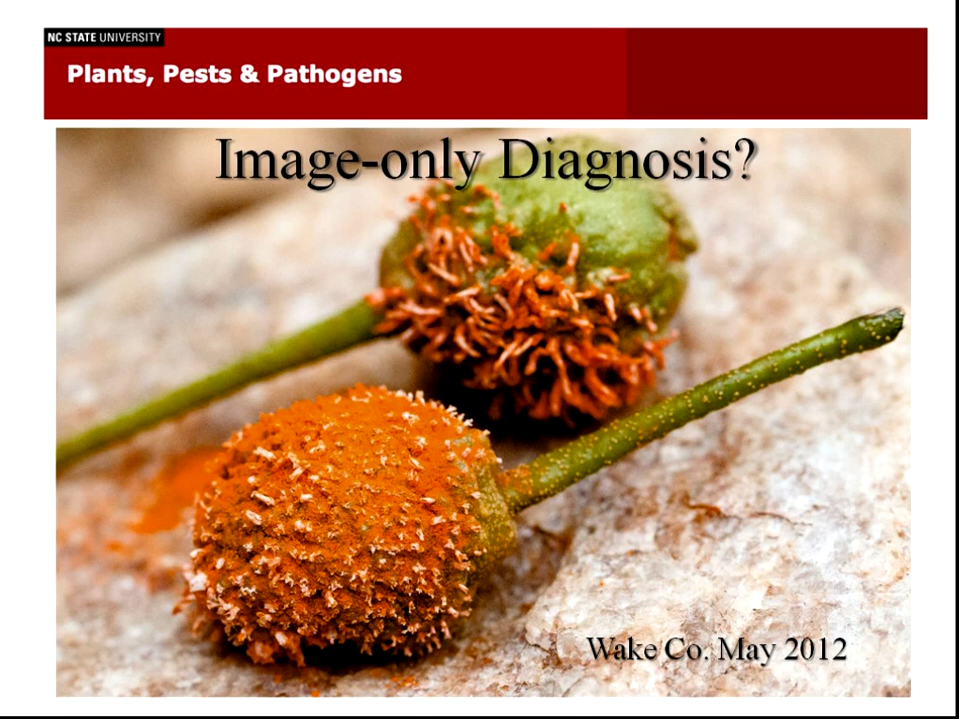 NC STATE UNIVERSITY
Plants, Pests & Pathogens
Image-only Diagnosis?
Wake Co. May 2012